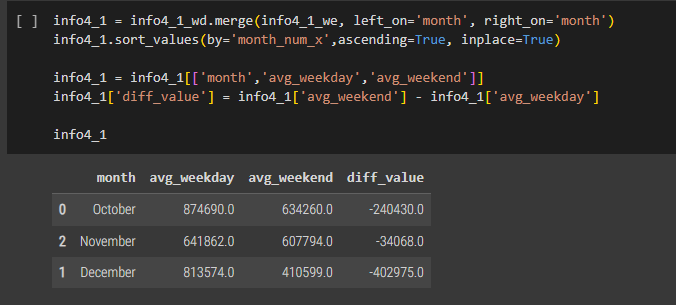 [ ] info4_1 = info4_1_wd.merge(info4_1_we, left_on='month', right_on='month')
info4_1.sort_values(by='month_num_x',ascending=True, inplace=True)
info4_1 = info4_1[['month','avg_weekday','avg_weekend']]
info4_1['diff_value'] = info4_1['avg_weekend'] - info4_1['avg_weekday']
info4_1
month avg_weekday avg_weekend diff_value
0 October 874690.0 634260.0 -240430.0
2 November 641862.0 607794.0 -34068.0
1 December 813574.0 410599.0 -402975.0